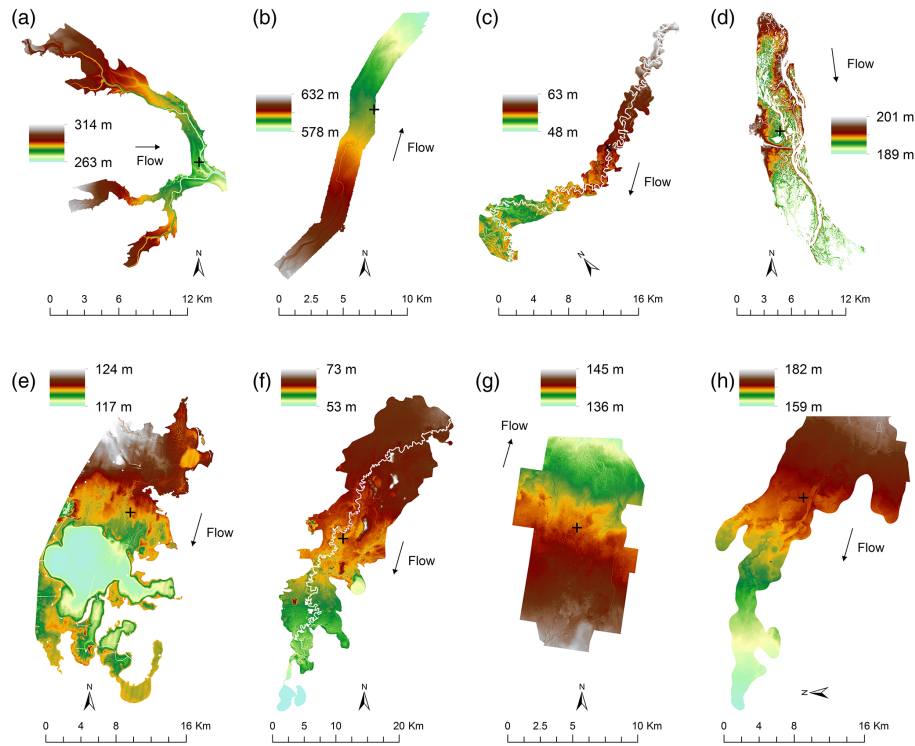 (a)
314 m
263 m
Flow
N
0 3 6 12 Km
(b)
632 m
578 m
Flow
N
0 2.5 5 10 Km
(c)
63 m
48 m
Flow
N
0 4 8 16 Km
(d)
Flow
201 m
189 m
N
0 3 6 12 Km
(e)
124 m
117 m
Flow
N
0 4 8 16 Km
(f)
73 m
53 m
Flow
N
0 5 10 20 Km
(g)
145 m
136 m
Flow
N
0 2.5 5 10 Km
(h)
182 m
159 m
Flow
N
0 4 8 16 Km